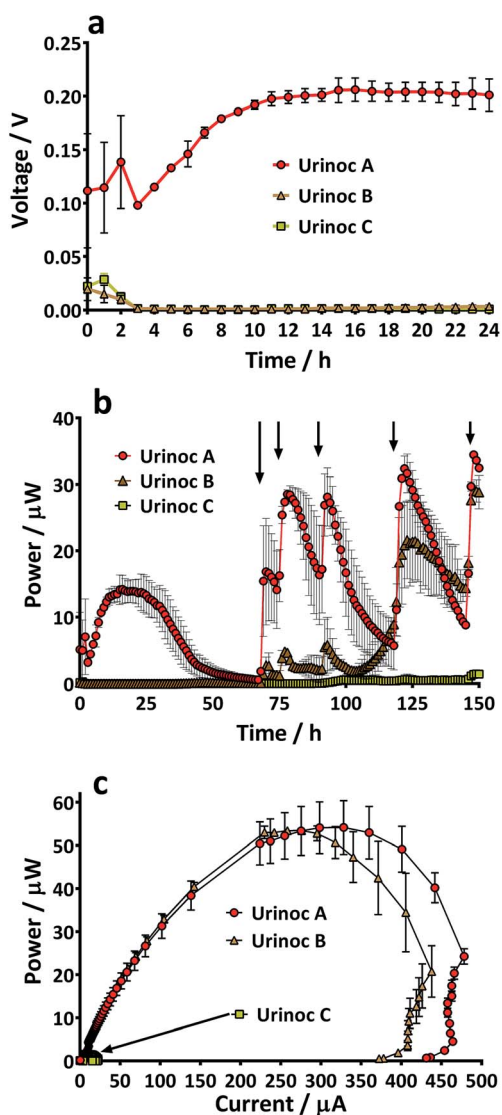 a
Voltage / V
0.20
0.15
0.10
0.05
0.00
Urinoc A
Urinoc B
Urinoc C
0 2 4 6 8 10 12 14 16 18 20 22 24
Time / h
b
Power / µW
40
30
20
10
0
Urinoc A
Urinoc B
Urinoc C
0 25 50 75 100 125 150
Time / h
c
Power / µW
60
50
40
30
20
10
0
Urinoc A
Urinoc B
Urinoc C
0 50 100 150 200 250 300 350 400 450 500
Current / µA